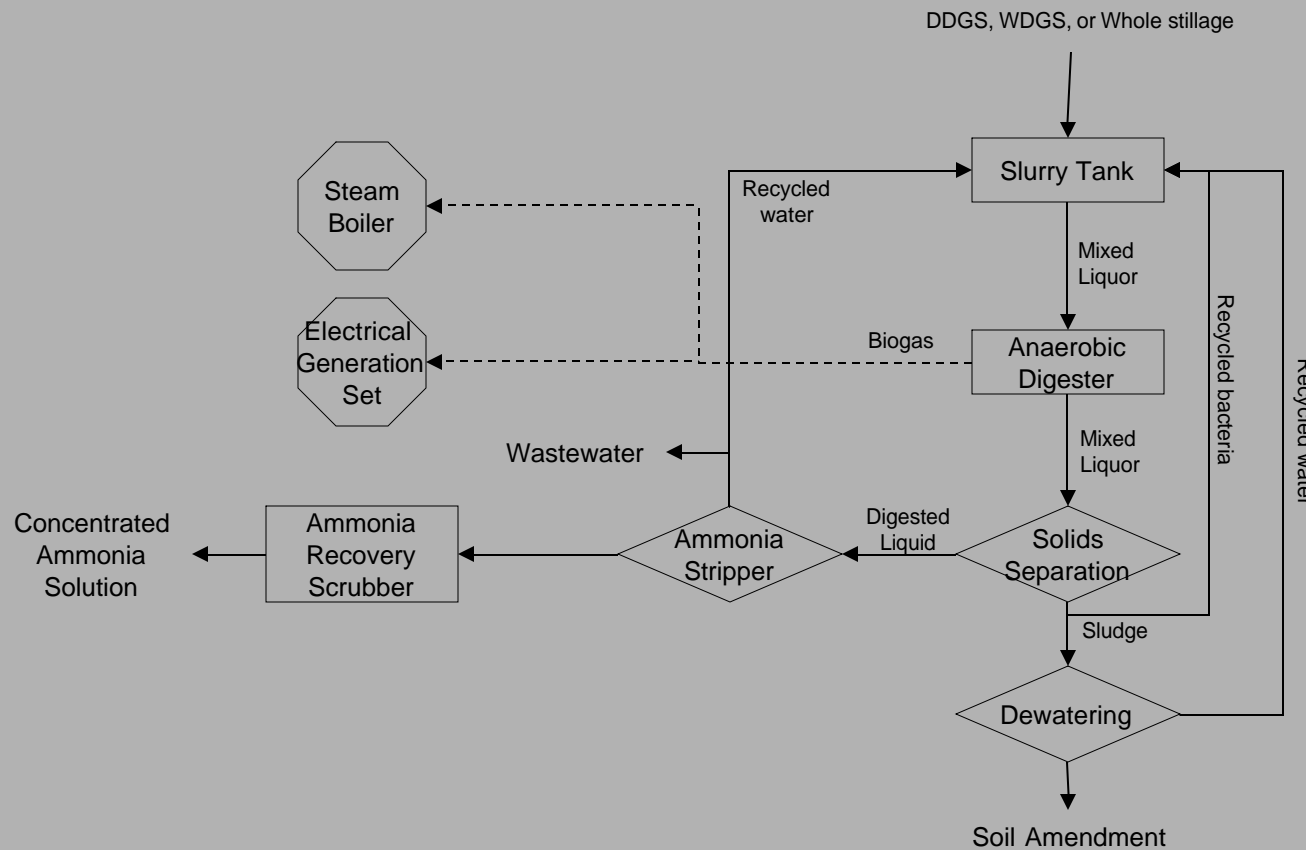 DDGS, WDGS, or Whole stillage
Slurry Tank
Steam
Boiler
Recycled
water
Mixed
Liquor
Recycled bacteria
Recycled water
Electrical
Generation
Set
Biogas
Anaerobic
Digester
Mixed
Liquor
Wastewater
Concentrated
Ammonia
Solution
Ammonia
Recovery
Scrubber
Ammonia
Stripper
Digested
Liquid
Solids
Separation
Sludge
Dewatering
Soil Amendment